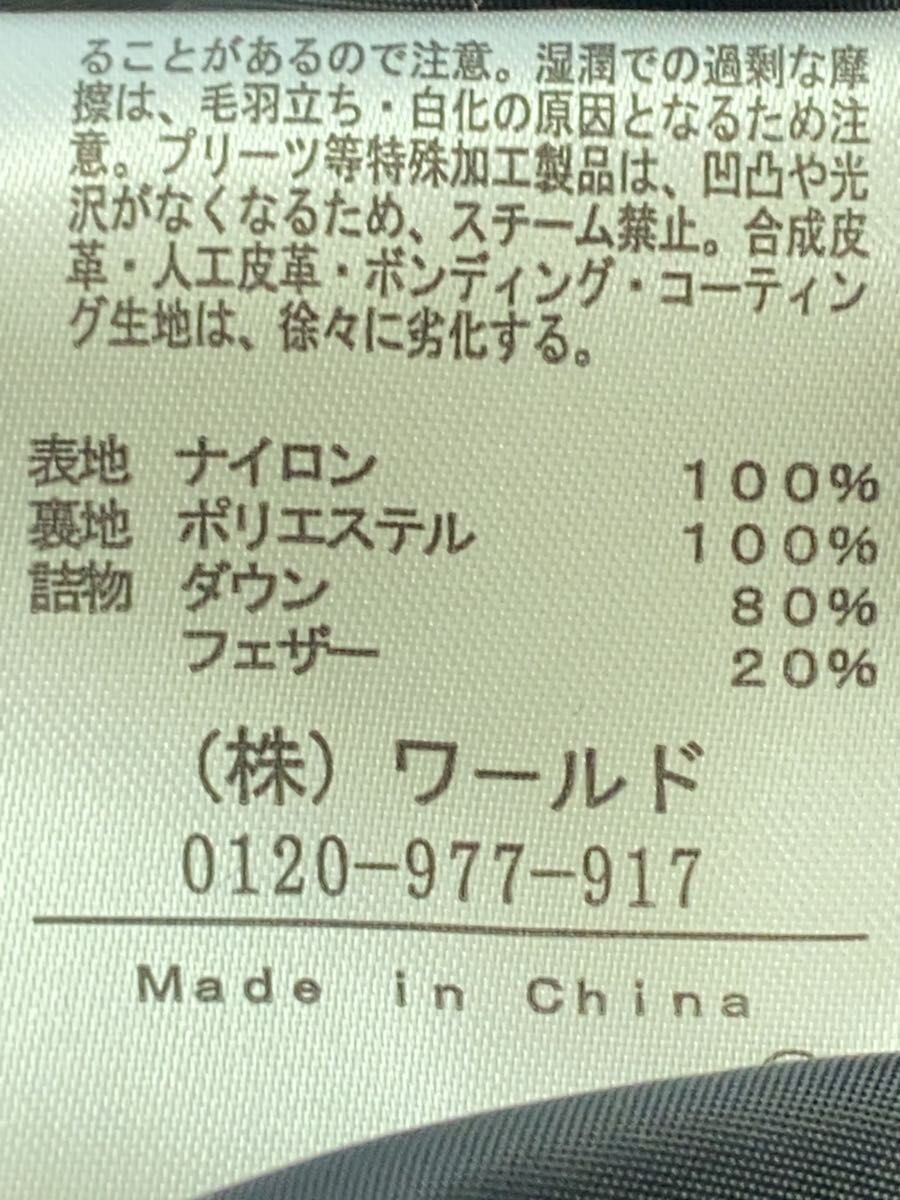 ることがあるので注意。湿潤での過剰な摩
擦は、毛羽立ち・白化の原因となるため注
意。プリーツ等特殊加工製品は、凹凸や光
沢がなくなるため、スチーム禁止。合成皮
革・人工皮革・ボンディング・コーティン
グ生地は、徐々に劣化する。
表地 ナイロン 100%
裏地 ポリエステル 100%
詰物 ダウン 80%
フェザー 20%
(株) ワールド
0120-977-917
Made in China